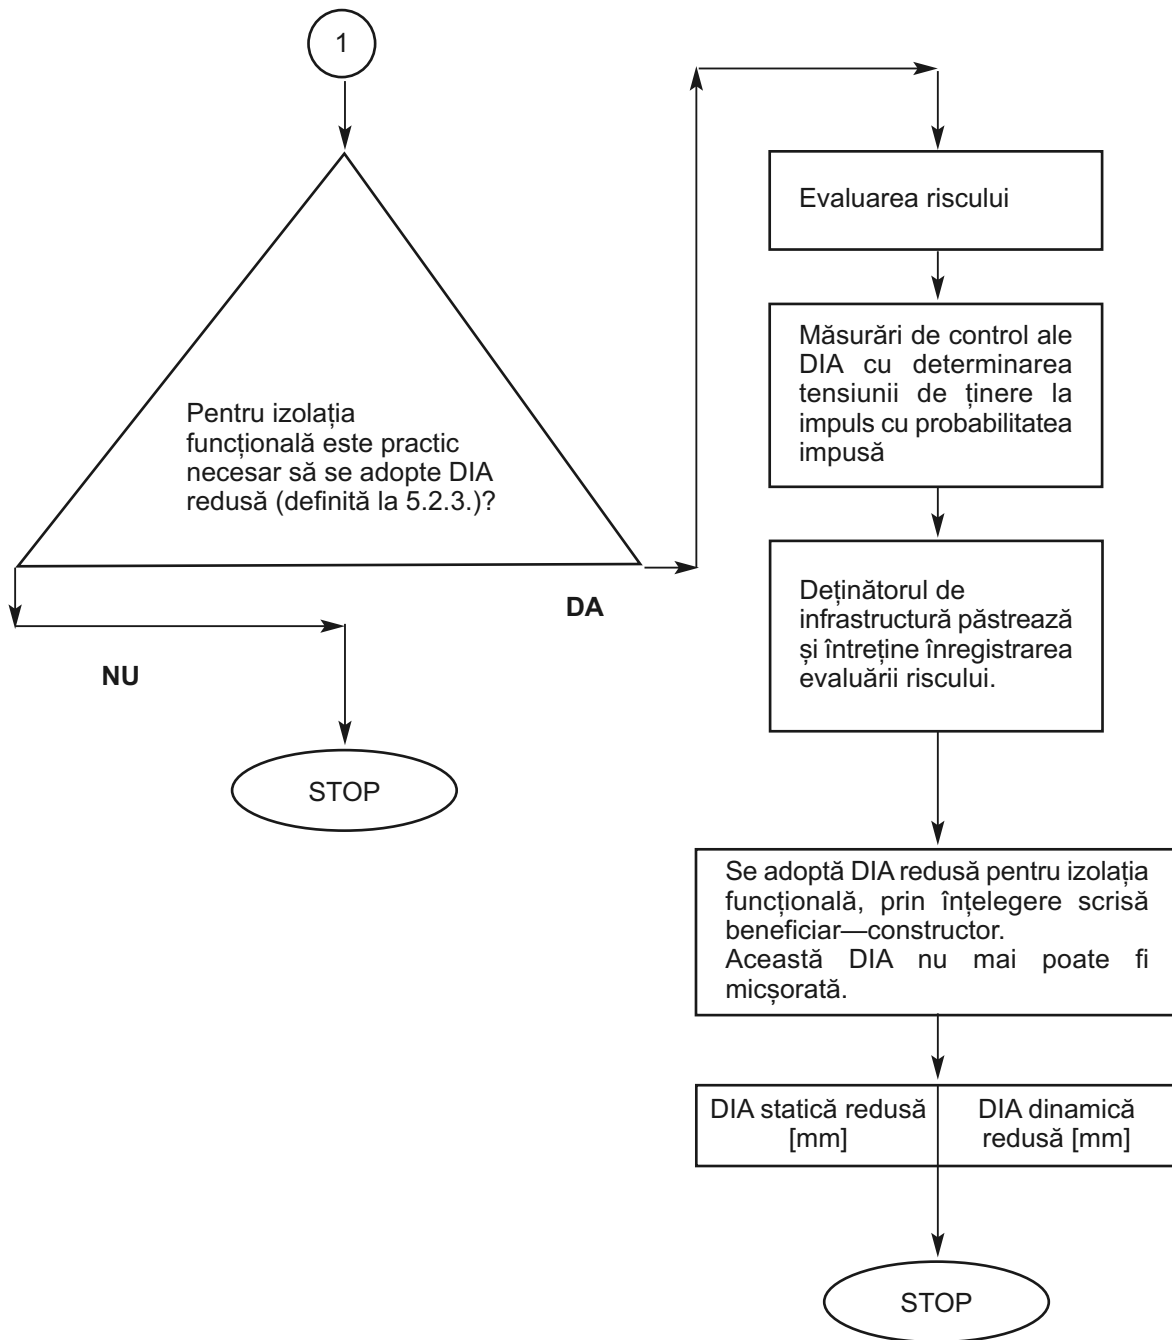 1
Pentru izolația
funcțională este practic
necesar să se adopte DIA
redusă (definită la 5.2.3.)?
DA
NU
STOP
Evaluarea riscului
Măsurări de control ale
DIA cu determinarea
tensiunii de ținere la
impuls cu probabilitatea
impusă
Deținătorul de
infrastructură păstrează
și întreține înregistrarea
evaluării riscului.
Se adoptă DIA redusă pentru izolația
funcțională, prin înțelegere scrisă
beneficiar—constructor.
Această DIA nu mai poate fi
micșorată.
DIA statică redusă
[mm]
DIA dinamică
redusă [mm]
STOP